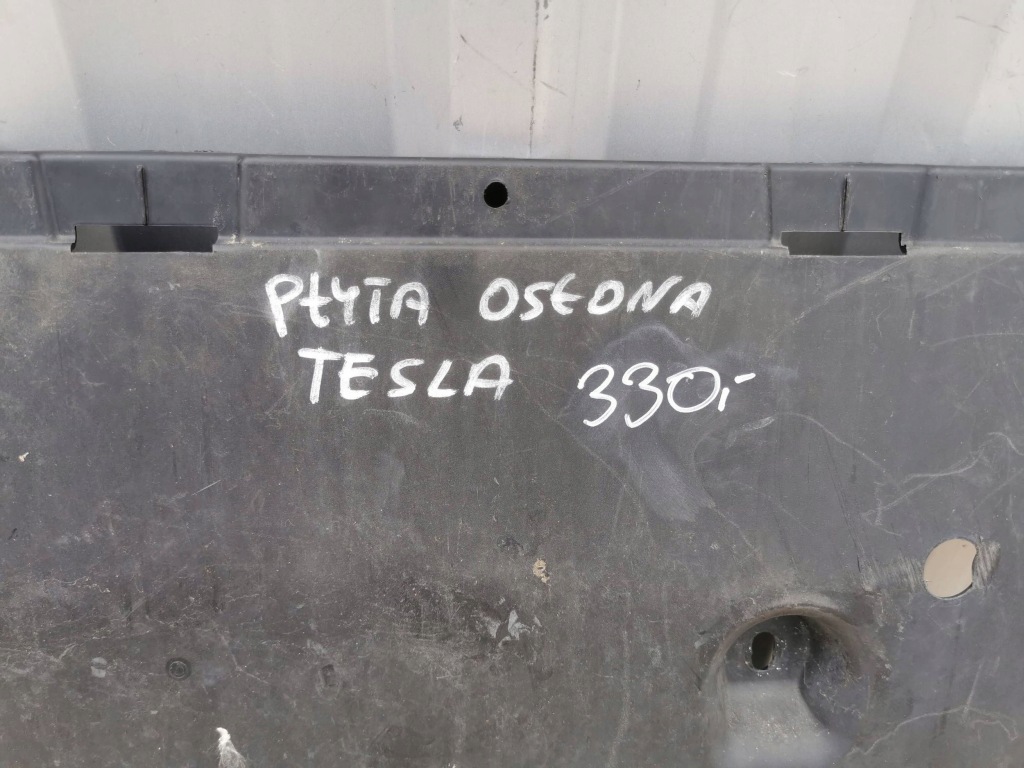 PŁYTA OSŁONA
TESLA 330,-